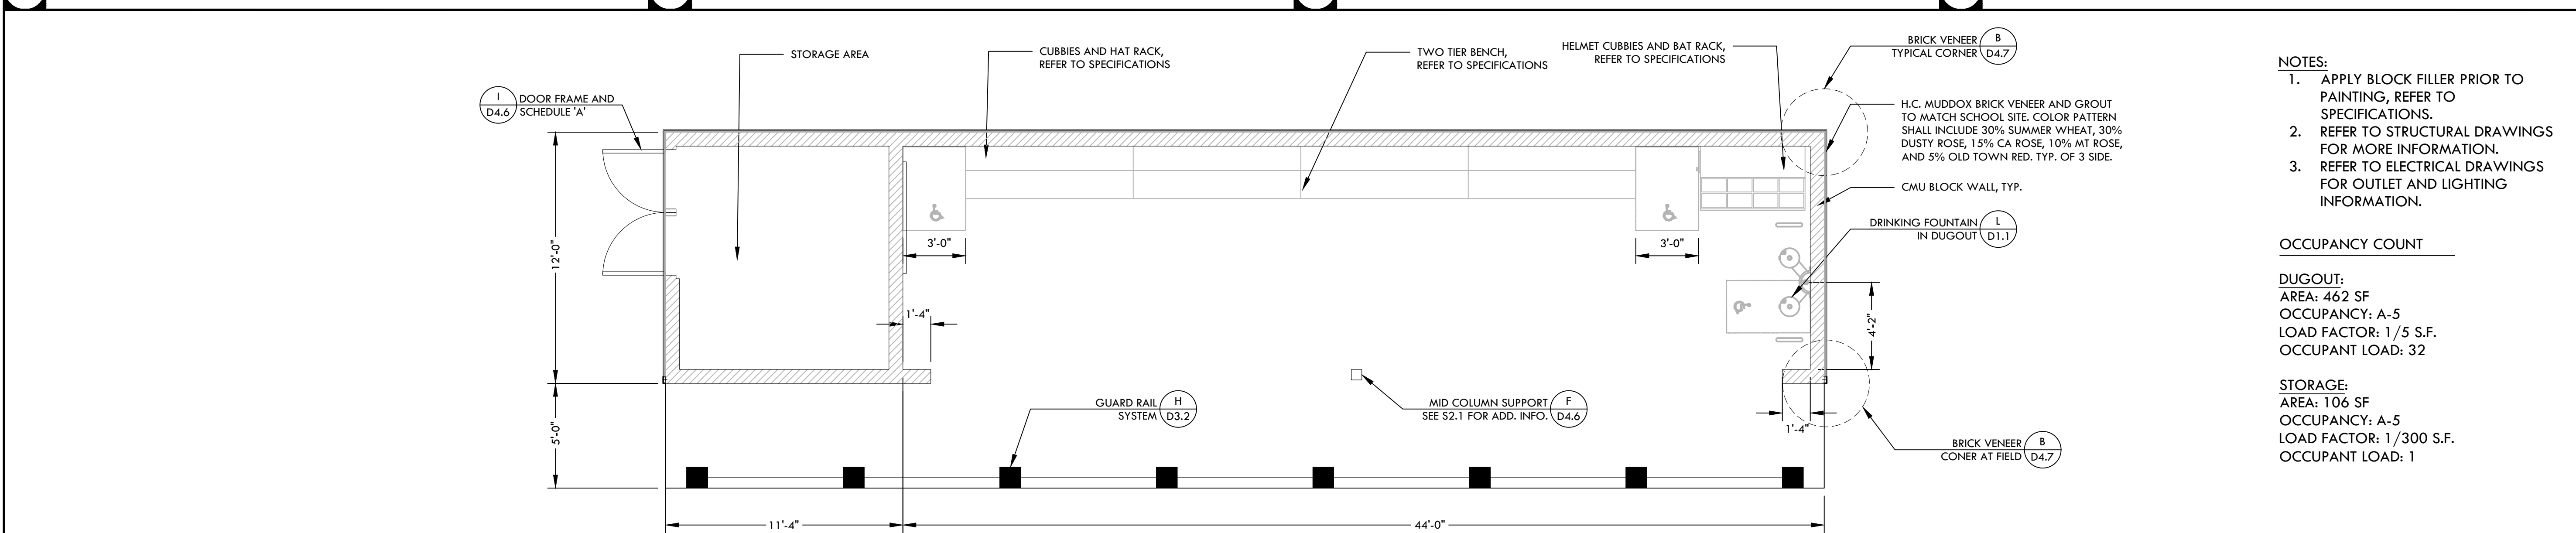 STORAGE AREA
CUBBIES AND HAT RACK,
REFER TO SPECIFICATIONS
TWO TIER BENCH,
REFER TO SPECIFICATIONS
HELMET CUBBIES AND BAT RACK,
REFER TO SPECIFICATIONS
BRICK VENEER
TYPICAL CORNER
B
D4.7
I
D4.6
DOOR FRAME AND
SCHEDULE 'A'
H.C. MUDDOX BRICK VENEER AND GROUT
TO MATCH SCHOOL SITE. COLOR PATTERN
SHALL INCLUDE 30% SUMMER WHEAT, 30%
DUSTY ROSE, 15% CA ROSE, 10% MT ROSE,
AND 5% OLD TOWN RED. TYP. OF 3 SIDE.
CMU BLOCK WALL, TYP.
DRINKING FOUNTAIN
IN DUGOUT
L
D1.1
12'-0"
3'-0"
3'-0"
1'-4"
4'-2"
5'-0"
GUARD RAIL
SYSTEM
H
D3.2
MID COLUMN SUPPORT
SEE S2.1 FOR ADD. INFO.
F
D4.6
1'-4"
BRICK VENEER
CONER AT FIELD
B
D4.7
11'-4"
44'-0"
NOTES:
1. APPLY BLOCK FILLER PRIOR TO
PAINTING, REFER TO
SPECIFICATIONS.
2. REFER TO STRUCTURAL DRAWINGS
FOR MORE INFORMATION.
3. REFER TO ELECTRICAL DRAWINGS
FOR OUTLET AND LIGHTING
INFORMATION.
OCCUPANCY COUNT
DUGOUT:
AREA: 462 SF
OCCUPANCY: A-5
LOAD FACTOR: 1/5 S.F.
OCCUPANT LOAD: 32
STORAGE:
AREA: 106 SF
OCCUPANCY: A-5
LOAD FACTOR: 1/300 S.F.
OCCUPANT LOAD: 1